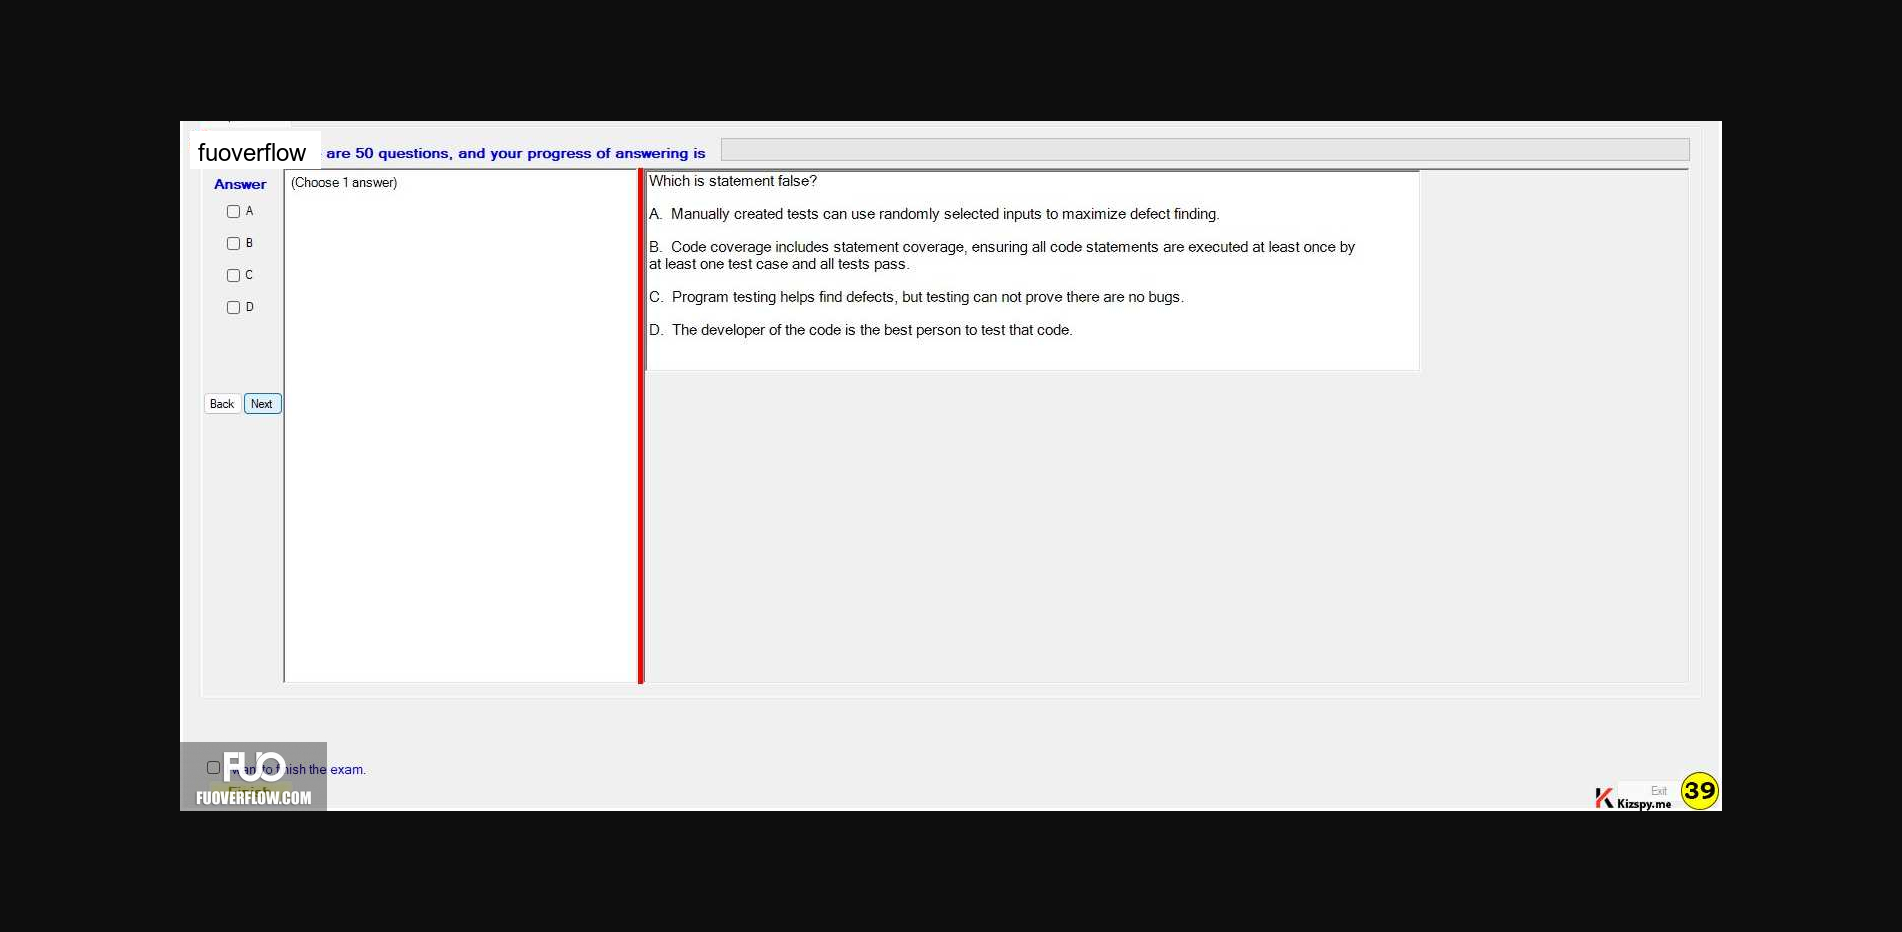 fuoverflow are 50 questions, and your progress of answering is
Answer
(Choose 1 answer)
A
B
C
D
Back Next
Which is statement false?
A. Manually created tests can use randomly selected inputs to maximize defect finding.
B. Code coverage includes statement coverage, ensuring all code statements are executed at least once by
at least one test case and all tests pass.
C. Program testing helps find defects, but testing can not prove there are no bugs.
D. The developer of the code is the best person to test that code.
FUO
want to finish the exam.
Finish
FUOVERFLOW.COM
Exit
Kizspy.me
39